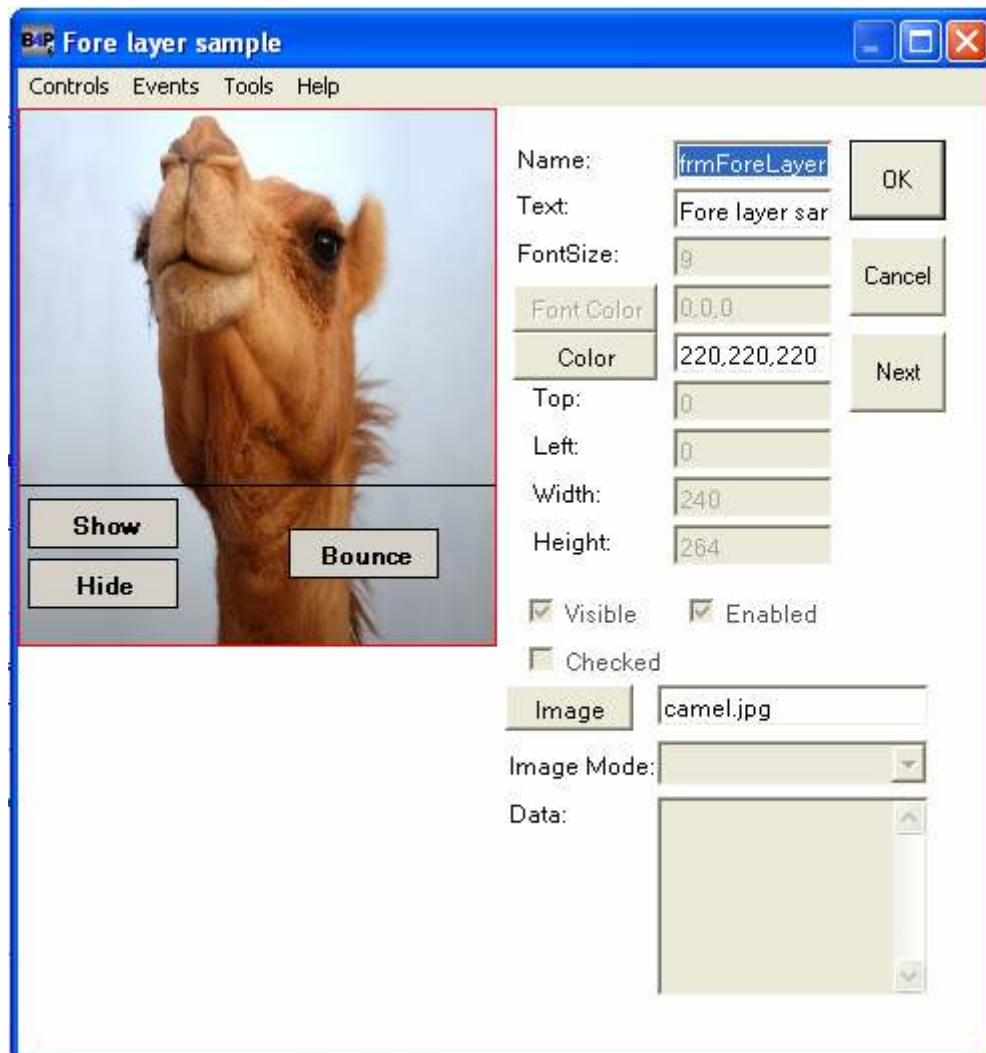 B4P Fore layer sample
Controls Events Tools Help
Name: frmForeLayer
OK
Text: Fore layer sar
FontSize: 9
Cancel
Font Color 0,0,0
Color 220,220,220
Next
Top: 0
Left: 0
Width: 240
Height: 264
Show
Hide
Bounce
Visible Enabled
Checked
Image camel.jpg
Image Mode:
Data: